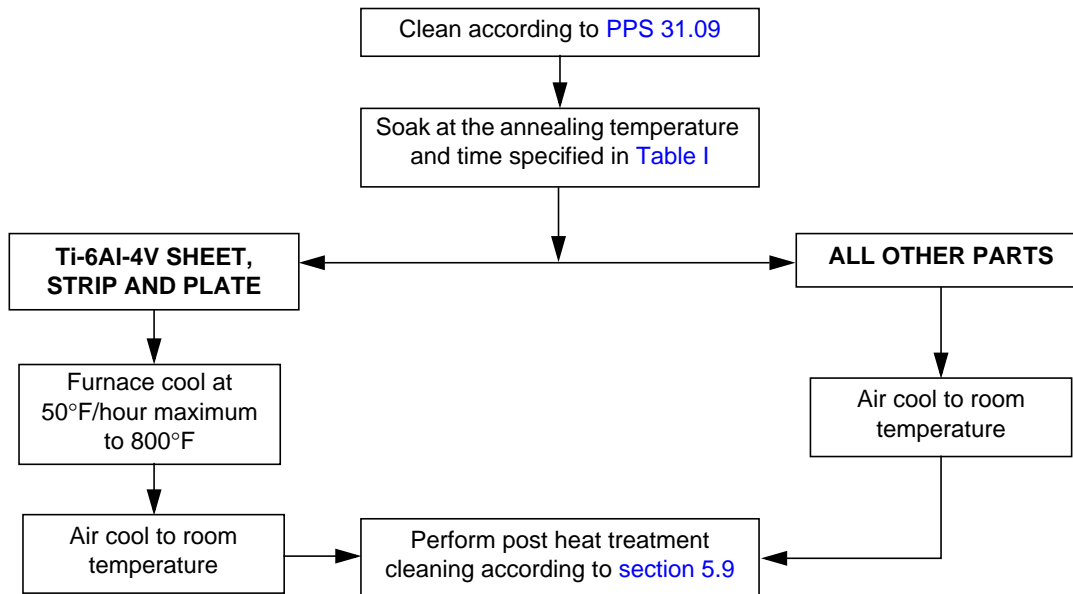 Clean according to PPS 31.09
Soak at the annealing temperature
and time specified in Table I
Ti-6Al-4V SHEET,
STRIP AND PLATE
ALL OTHER PARTS
Furnace cool at
50°F/hour maximum
to 800°F
Air cool to room
temperature
Air cool to room
temperature
Perform post heat treatment
cleaning according to section 5.9